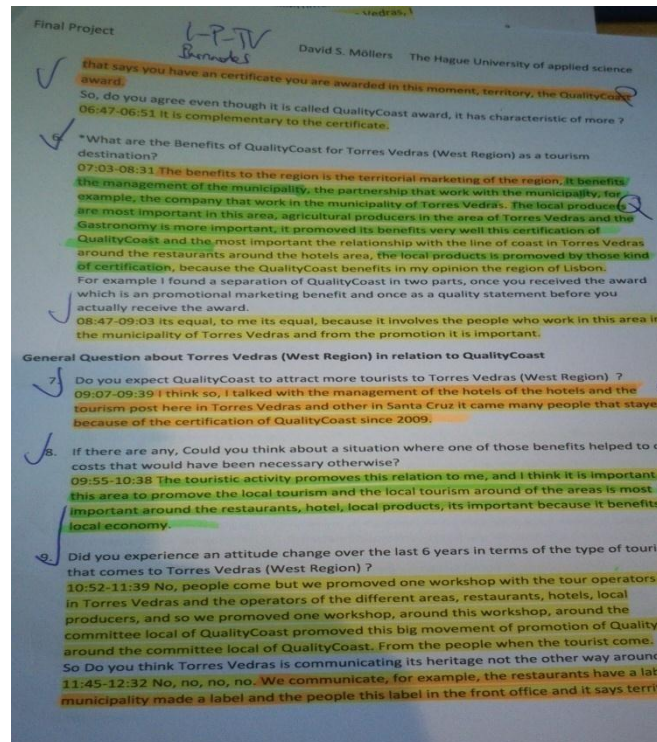 Vedras,
Final Project
L-P-TV
David S. Möllers The Hague University of applied science
that says you have an certificate you are awarded in this moment, territory, the QualityCoast
award.
So, do you agree even though it is called QualityCoast award, it has characteristic of more ?
06:47-06:51 It is complementary to the certificate.
6. *What are the Benefits of QualityCoast for Torres Vedras (West Region) as a tourism
destination?
07:03-08:31 The benefits to the region is the territorial marketing of the region, It benefits
the management of the municipality, the partnership that work with the municipality, for
example, the company that work in the municipality of Torres Vedras. The local producers
are most important in this area, agricultural producers in the area of Torres Vedras and the
Gastronomy is more important, it promoted its benefits very well this certification of
QualityCoast and the most important the relationship with the line of coast in Torres Vedras
around the restaurants around the hotels area, the local products is promoted by those kind
of certification, because the QualityCoast benefits in my opinion the region of Lisbon.
For example I found a separation of QualityCoast in two parts, once you received the award
which is an promotional marketing benefit and once as a quality statement before you
actually receive the award.
08:47-09:03 its equal, to me its equal, because it involves the people who work in this area in
the municipality of Torres Vedras and from the promotion it is important.
General Question about Torres Vedras (West Region) in relation to QualityCoast
7. Do you expect QualityCoast to attract more tourists to Torres Vedras (West Region) ?
09:07-09:39 I think so, I talked with the management of the hotels of the hotels and the
tourism post here in Torres Vedras and other in Santa Cruz it came many people that staye
because of the certification of QualityCoast since 2009.
8. If there are any, Could you think about a situation where one of those benefits helped to
costs that would have been necessary otherwise?
09:55-10:38 The touristic activity promoves this relation to me, and I think it is important
this area to promove the local tourism and the local tourism around of the areas is most
important around the restaurants, hotel, local products, its important because it benefits
local economy.
9. Did you experience an attitude change over the last 6 years in terms of the type of touri
that comes to Torres Vedras (West Region) ?
10:52-11:39 No, people come but we promoved one workshop with the tour operators
in Torres Vedras and the operators of the different areas, restaurants, hotels, local
producers, and so we promoved one workshop, around this workshop, around the
committee local of QualityCoast promoved this big movement of promotion of Quality
around the committee local of QualityCoast. From the people when the tourist come.
So Do you think Torres Vedras is communicating its heritage not the other way around
11:45-12:32 No, no, no, no. We communicate, for example, the restaurants have a lab
municipality made a label and the people this label in the front office and it says terri